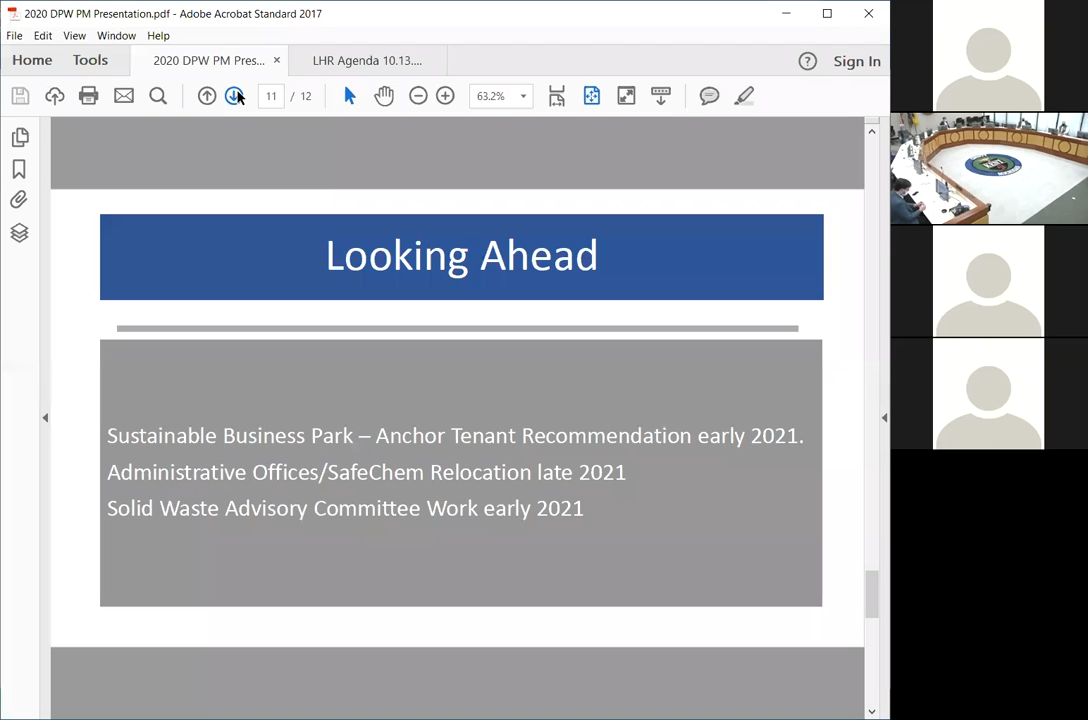 2020 DPW PM Presentation.pdf - Adobe Acrobat Standard 2017
File Edit View Window Help
Home Tools 2020 DPW PM Pres... × LHR Agenda 10.13.... Sign In
11 / 12 63.2%
Looking Ahead
Sustainable Business Park – Anchor Tenant Recommendation early 2021.
Administrative Offices/SafeChem Relocation late 2021
Solid Waste Advisory Committee Work early 2021